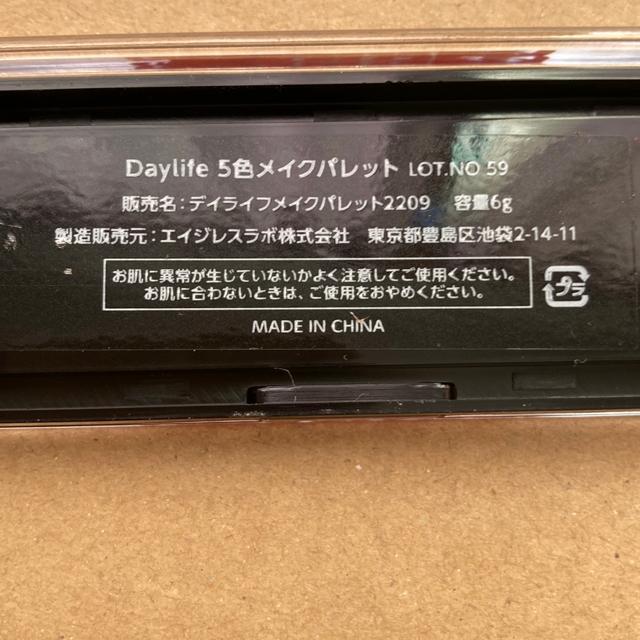 Daylife 5色メイクパレット LOT.NO 59
販売名：デイライフメイクパレット2209　容量6g
製造販売元：エイジレスラボ株式会社　東京都豊島区池袋2-14-11
お肌に異常が生じていないかよく注意してご使用ください。
お肌に合わないときは、ご使用をおやめください。
プラ
MADE IN CHINA